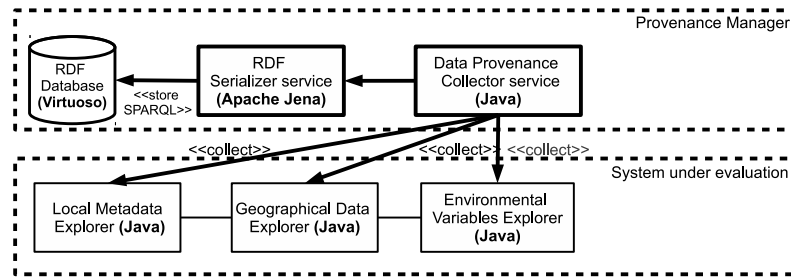 Provenance Manager
RDF
Database
(Virtuoso)
<<store
SPARQL>>
RDF
Serializer service
(Apache Jena)
Data Provenance
Collector service
(Java)
<<collect>>
<<collect>>
<<collect>>
System under evaluation
Local Metadata
Explorer (Java)
Geographical Data
Explorer (Java)
Environmental
Variables Explorer
(Java)